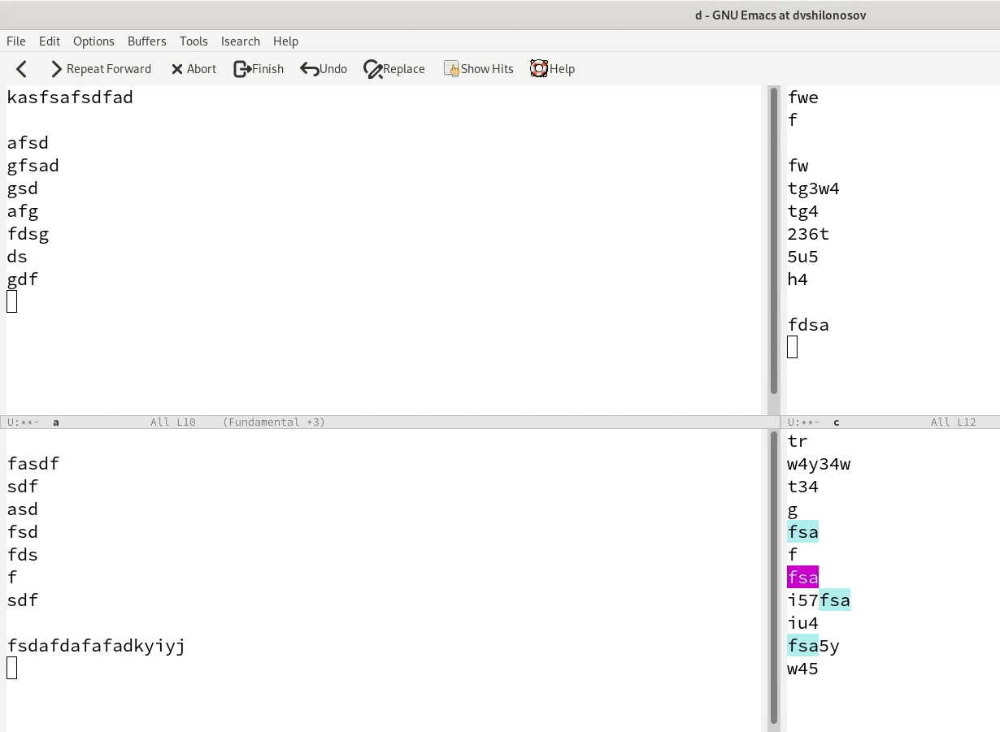 d - GNU Emacs at dvshilonosov
File Edit Options Buffers Tools Isearch Help
Repeat Forward Abort Finish Undo Replace Show Hits Help
kasfsafsdfad
afsd
gfsad
gsd
afg
fdsg
ds
gdf
U:**- a All L10 (Fundamental +3)
fwe
f
fw
tg3w4
tg4
236t
5u5
h4
fdsa
U:**- c All L12
fasdf
sdf
asd
fsd
fds
f
sdf
fsdafdafafadkyiyj
tr
w4y34w
t34
g
fsa
f
fsa
i57fsa
iu4
fsa5y
w45